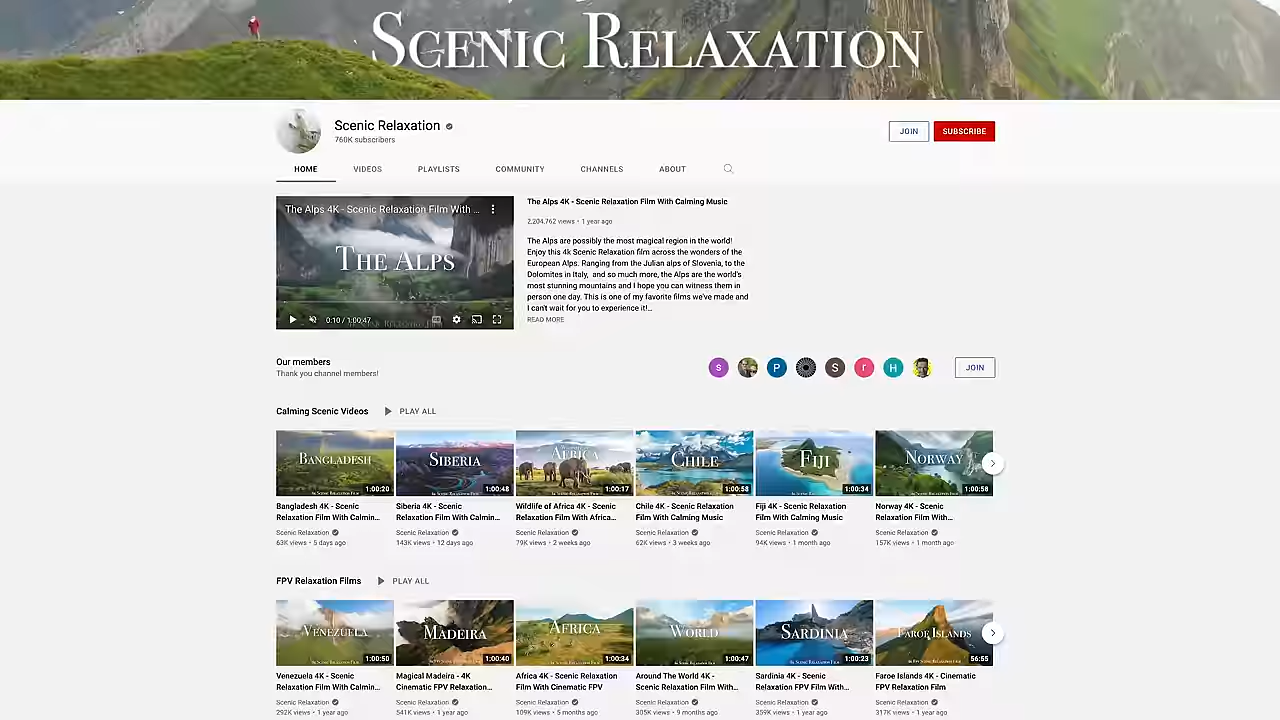 SCENIC RELAXATION
Scenic Relaxation
760K subscribers
JOIN
SUBSCRIBE
HOME
VIDEOS
PLAYLISTS
COMMUNITY
CHANNELS
ABOUT
The Alps 4K - Scenic Relaxation Film With ...
THE ALPS
0:10 / 1:00:47
The Alps 4K - Scenic Relaxation Film With Calming Music
2,204,762 views • 1 year ago
The Alps are possibly the most magical region in the world!
Enjoy this 4k Scenic Relaxation film across the wonders of the
European Alps. Ranging from the Julian alps of Slovenia, to the
Dolomites in Italy, and so much more, the Alps are the world's
most stunning mountains and I hope you can witness them in
person one day. This is one of my favorite films we've made and
I can't wait for you to experience it!...
READ MORE
Our members
Thank you channel members!
S
P
S
r
H
JOIN
Calming Scenic Videos
PLAY ALL
BANGLADESH
1:00:20
SIBERIA
1:00:48
AFRICA
1:00:17
CHILE
1:00:58
FIJI
1:00:34
NORWAY
1:00:58
Bangladesh 4K - Scenic
Relaxation Film With Calmin...
Scenic Relaxation
63K views • 5 days ago
Siberia 4K - Scenic
Relaxation Film With Calmin...
Scenic Relaxation
143K views • 12 days ago
Wildlife of Africa 4K - Scenic
Relaxation Film With Africa...
Scenic Relaxation
79K views • 2 weeks ago
Chile 4K - Scenic Relaxation
Film With Calming Music
Scenic Relaxation
62K views • 3 weeks ago
Fiji 4K - Scenic Relaxation
Film With Calming Music
Scenic Relaxation
94K views • 1 month ago
Norway 4K - Scenic
Relaxation Film With...
Scenic Relaxation
157K views • 1 month ago
FPV Relaxation Films
PLAY ALL
VENEZUELA
1:00:50
MADEIRA
1:00:40
AFRICA
1:00:34
WORLD
1:00:47
SARDINIA
1:00:23
FAROE ISLANDS
56:55
Venezuela 4K - Scenic
Relaxation Film With Calmin...
Scenic Relaxation
292K views • 1 year ago
Magical Madeira - 4K
Cinematic FPV Relaxation...
Scenic Relaxation
541K views • 1 year ago
Africa 4K - Scenic Relaxation
Film With Cinematic FPV
Scenic Relaxation
109K views • 5 months ago
Around The World 4K -
Scenic Relaxation Film With...
Scenic Relaxation
305K views • 9 months ago
Sardinia 4K - Scenic
Relaxation FPV Film With...
Scenic Relaxation
359K views • 1 year ago
Faroe Islands 4K - Cinematic
FPV Relaxation Film
Scenic Relaxation
317K views • 1 year ago